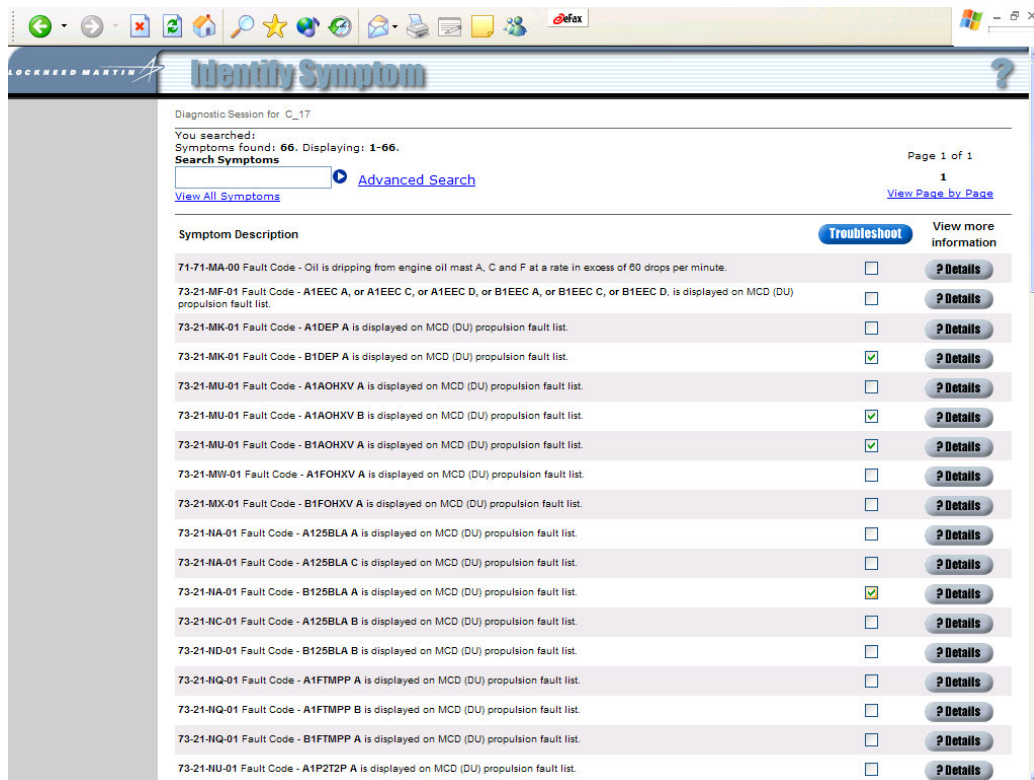 eFax
LOCKHEED MARTIN
Identify Symptom
?
Diagnostic Session for C_17
You searched:
Symptoms found: 66. Displaying: 1-66.
Search Symptoms
Page 1 of 1
1
Advanced Search
View All Symptoms
View Page by Page
Symptom Description
Troubleshoot
View more
information
71-71-MA-00 Fault Code - Oil is dripping from engine oil mast A, C and F at a rate in excess of 60 drops per minute.
? Details
73-21-MF-01 Fault Code - A1EEC A, or A1EEC C, or A1EEC D, or B1EEC A, or B1EEC C, or B1EEC D, is displayed on MCD (DU)
propulsion fault list.
? Details
73-21-MK-01 Fault Code - A1DEP A is displayed on MCD (DU) propulsion fault list.
? Details
73-21-MK-01 Fault Code - B1DEP A is displayed on MCD (DU) propulsion fault list.
? Details
73-21-MU-01 Fault Code - A1AOHXV A is displayed on MCD (DU) propulsion fault list.
? Details
73-21-MU-01 Fault Code - A1AOHXV B is displayed on MCD (DU) propulsion fault list.
? Details
73-21-MU-01 Fault Code - B1AOHXV A is displayed on MCD (DU) propulsion fault list.
? Details
73-21-MW-01 Fault Code - A1FOHXV A is displayed on MCD (DU) propulsion fault list.
? Details
73-21-MX-01 Fault Code - B1FOHXV A is displayed on MCD (DU) propulsion fault list.
? Details
73-21-NA-01 Fault Code - A125BLA A is displayed on MCD (DU) propulsion fault list.
? Details
73-21-NA-01 Fault Code - A125BLA C is displayed on MCD (DU) propulsion fault list.
? Details
73-21-NA-01 Fault Code - B125BLA A is displayed on MCD (DU) propulsion fault list.
? Details
73-21-NC-01 Fault Code - A125BLA B is displayed on MCD (DU) propulsion fault list.
? Details
73-21-ND-01 Fault Code - B125BLA B is displayed on MCD (DU) propulsion fault list.
? Details
73-21-NQ-01 Fault Code - A1FTMPP A is displayed on MCD (DU) propulsion fault list.
? Details
73-21-NQ-01 Fault Code - A1FTMPP B is displayed on MCD (DU) propulsion fault list.
? Details
73-21-NQ-01 Fault Code - B1FTMPP A is displayed on MCD (DU) propulsion fault list.
? Details
73-21-NU-01 Fault Code - A1P2T2P A is displayed on MCD (DU) propulsion fault list.
? Details